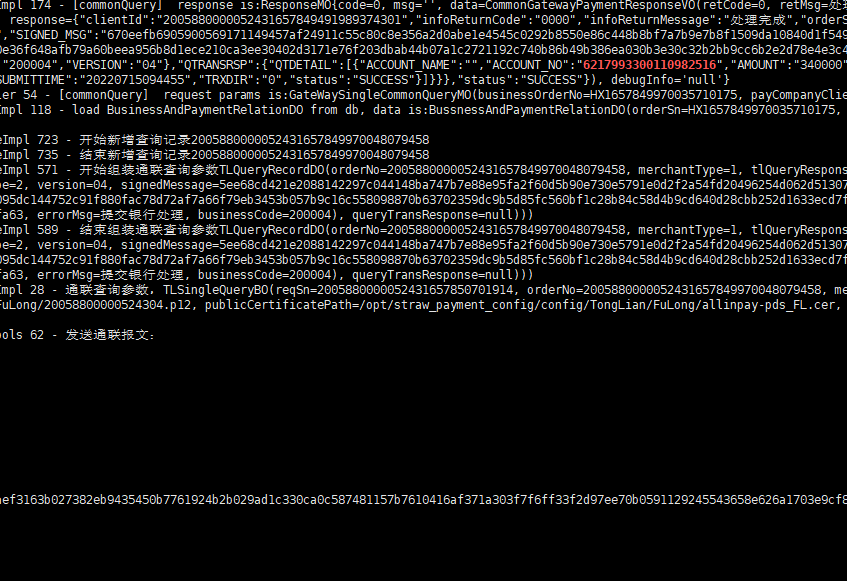 Impl 174 - [commonQuery]  response is:ResponseMO{code=0, msg='', data=CommonGatewayPaymentResponseVO(retCode=0, retMsg=处理
 response={"clientId":"20058800000524316578494919893743​01","infoReturnCode":"0000","infoReturnMessage":"处理完成","orderS
","SIGNED_MSG":"
 "200004","VERSION":"04"},"QTRANSRSP":{"QTDETAIL":[{"ACCOUNT_NAME":"","ACCOUNT_NO":"6217993300110982516","AMOUNT":"340000"
SUBMITTIME":"20220715094455","TRXDIR":"0","status":"SUCCESS"}]}}},"status":"SUCCESS"}), debugInfo='null'}
ler 54 - [commonQuery]  request params is:GateWaySingleCommonQueryMO(businessOrderNo=HX1657849970035710175, payCompanyClie
Impl 118 - load BusinessAndPaymentRelationDO from db, data is:BussnessAndPaymentRelationDO(orderSn=HX1657849970035710175,
eImpl 723 - 开始新增查询记录2005880000052431657849970048079458
eImpl 735 - 结束新增查询记录2005880000052431657849970048079458
eImpl 571 - 开始组装通联查询参数TLQueryRecordDO(orderNo=2005880000052431657849970048079458, merchantType=1, tlQueryRespons
pe=2, version=04, signedMessage=5ee68cd421e2088142297c044148ba747b7e88e95fa2f60d5b90e730e5791e0d2f2a54fd20496254d062d51307
095dc144752c91f880fac78d72af7a66f79eb3453b057b9c16c558098870b63702359dc9b5d85fc560bf1c28b84c58d4b9cd640d28cbb252d1633ecd7f
fa63, errorMsg=提交银行处理, businessCode=200004), queryTransResponse=null)))
eImpl 589 - 结束组装通联查询参数TLQueryRecordDO(orderNo=2005880000052431657849970048079458, merchantType=1, tlQueryRespons
pe=2, version=04, signedMessage=5ee68cd421e2088142297c044148ba747b7e88e95fa2f60d5b90e730e5791e0d2f2a54fd20496254d062d51307
095dc144752c91f880fac78d72af7a66f79eb3453b057b9c16c558098870b63702359dc9b5d85fc560bf1c28b84c58d4b9cd640d28cbb252d1633ecd7f
fa63, errorMsg=提交银行处理, businessCode=200004), queryTransResponse=null)))
Impl 28 - 通联查询参数, TLSingleQueryBO(reqSn=200588000005243​1657850701914, orderNo=2005880000052431657849970048079458, me
FuLong/20058800000524304.p12, publicCertificatePath=/opt/straw_payment_config/config/TongLian/FuLong/allinpay-pds_FL.cer,
ools 62 - 发送通联报文:
aef3163b027382eb9435450b7761924b2b029ad1c330ca0c587481157b7610416af371a303f7f6ff33f2d97ee70b0591129245543658e626a1703e9cf8